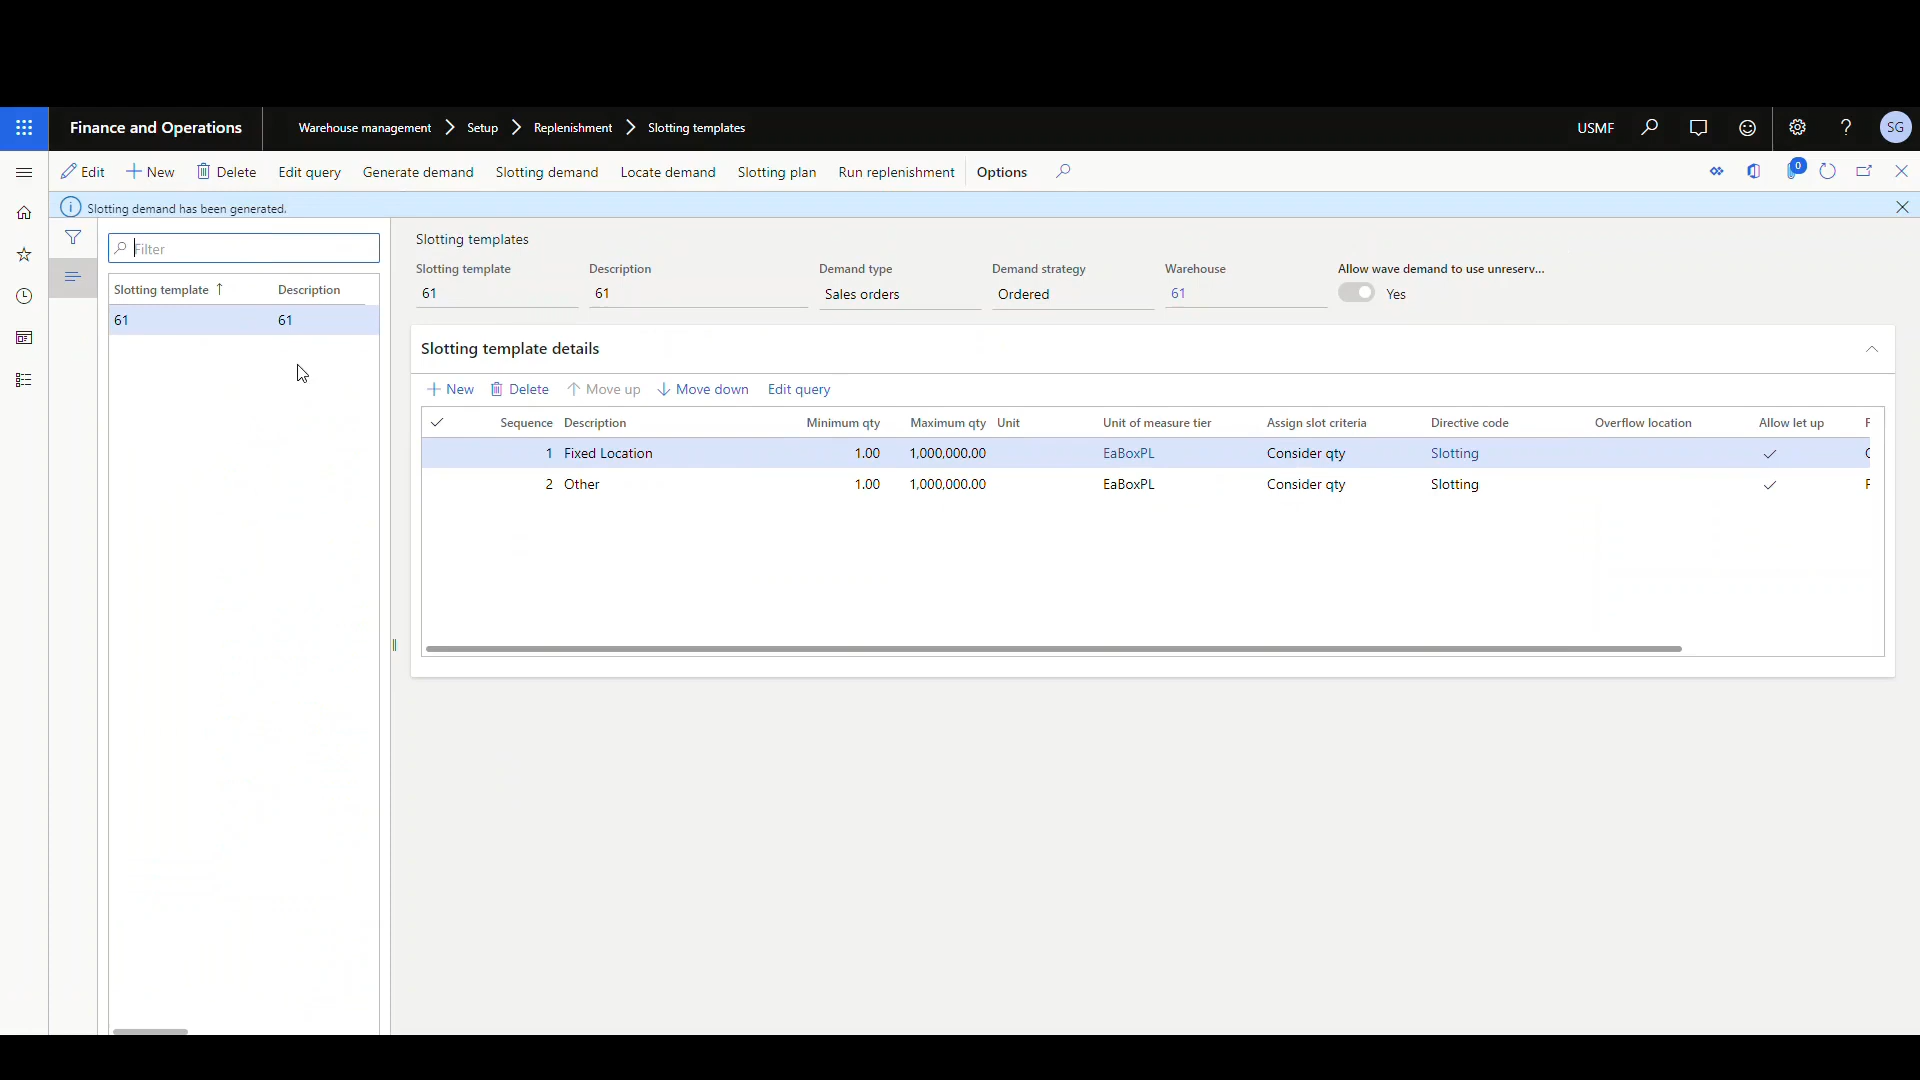 Finance and Operations
Warehouse management
Setup
Replenishment
Slotting templates
USMF
?
SG
Edit
New
Delete
Edit query
Generate demand
Slotting demand
Locate demand
Slotting plan
Run replenishment
Options
0
Slotting demand has been generated.
Filter
Slotting template Description
61 61
Slotting templates
Slotting template Description Demand type Demand strategy Warehouse Allow wave demand to use unreserv...
61 61 Sales orders Ordered 61 Yes
Slotting template details
New Delete Move up Move down Edit query
Sequence Description Minimum qty Maximum qty Unit Unit of measure tier Assign slot criteria Directive code Overflow location Allow let up
1 Fixed Location 1.00 1,000,000.00 EaBoxPL Consider qty Slotting
2 Other 1.00 1,000,000.00 EaBoxPL Consider qty Slotting